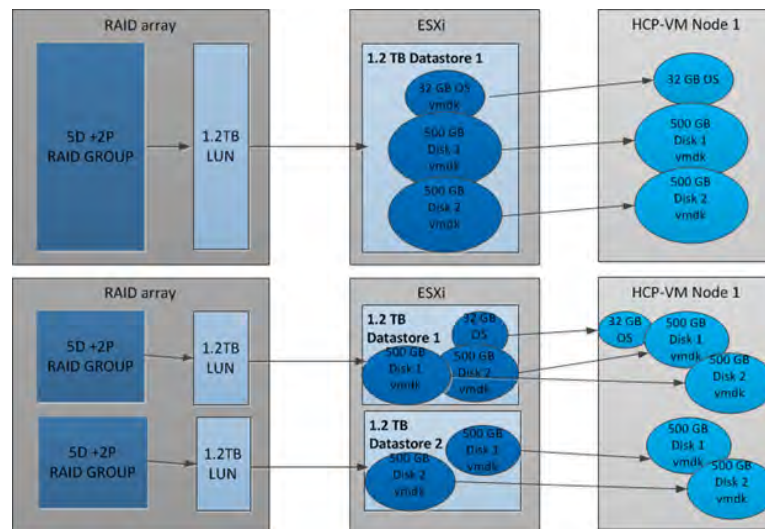 RAID array
ESXi
HCP-VM Node 1
5D +2P
RAID GROUP
1.2TB
LUN
1.2 TB Datastore 1
32 GB OS
vmdk
500 GB
Disk 1
vmdk
500 GB
Disk 2
vmdk
32 GB OS
500 GB
Disk 1
vmdk
500 GB
Disk 2
vmdk
RAID array
ESXi
HCP-VM Node 1
5D +2P
RAID GROUP
1.2TB
LUN
1.2 TB
Datastore 1
32 GB
OS
500 GB
Disk 1
vmdk
500 GB
Disk 2
vmdk
32 GB
OS
500 GB
Disk 1
vmdk
500 GB
Disk 2
vmdk
5D +2P
RAID GROUP
1.2TB
LUN
1.2 TB
Datastore 2
500 GB
Disk 1
vmdk
500 GB
Disk 2
vmdk
500 GB
Disk 1
vmdk
500 GB
Disk 2
vmdk